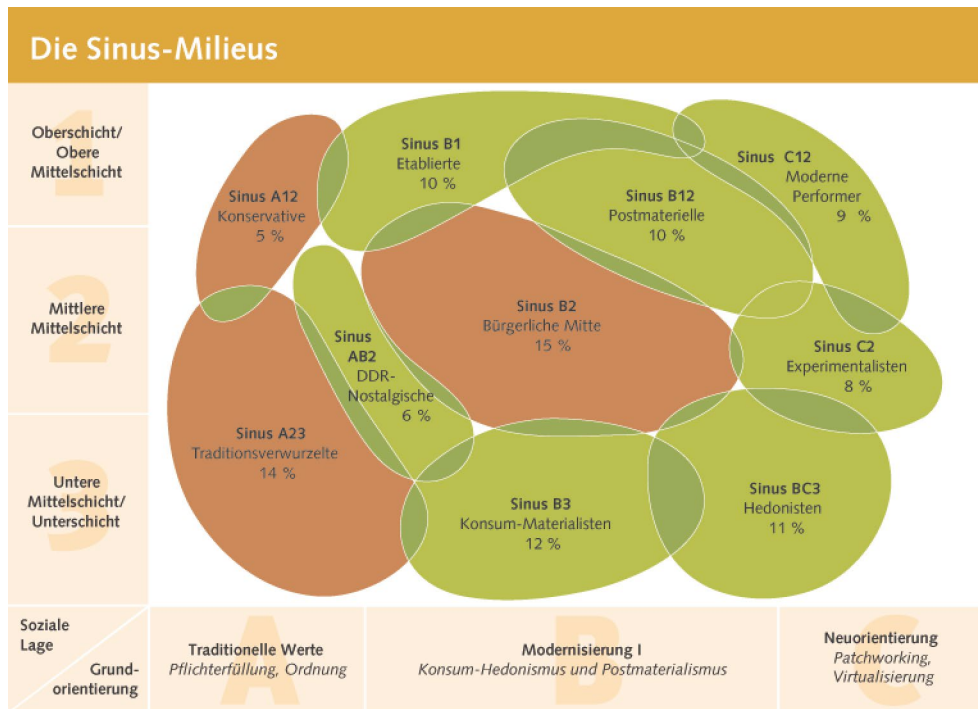 Die Sinus-Milieus
1
Oberschicht/
Obere
Mittelschicht
2
Mittlere
Mittelschicht
3
Untere
Mittelschicht/
Unterschicht
Sinus B1
Etablierte
10 %
Sinus C12
Moderne
Performer
9 %
Sinus A12
Konservative
5 %
Sinus B12
Postmaterielle
10 %
Sinus B2
Bürgerliche Mitte
15 %
Sinus
AB2
DDR-
Nostalgische
6 %
Sinus C2
Experimentalisten
8 %
Sinus A23
Traditionsverwurzelte
14 %
Sinus B3
Konsum-Materialisten
12 %
Sinus BC3
Hedonisten
11 %
Soziale
Lage
Grund-
orientierung
A
Traditionelle Werte
Pflichterfüllung, Ordnung
B
Modernisierung I
Konsum-Hedonismus und Postmaterialismus
C
Neuorientierung
Patchworking,
Virtualisierung